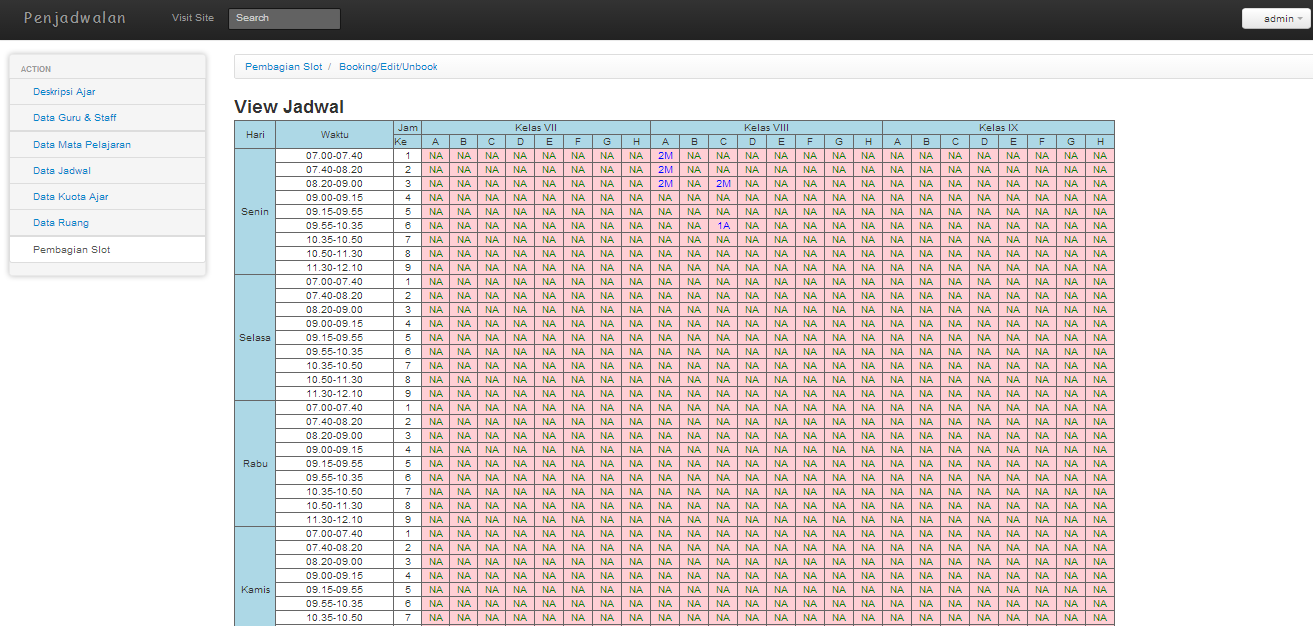 Penjadwalan Visit Site Search admin
ACTION
Deskripsi Ajar
Data Guru & Staff
Data Mata Pelajaran
Data Jadwal
Data Kuota Ajar
Data Ruang
Pembagian Slot
Pembagian Slot / Booking/Edit/Unbook
View Jadwal
Hari Waktu Jam Ke Kelas VII Kelas VIII Kelas IX
A B C D E F G H A B C D E F G H A B C D E F G H
Senin
07.00-07.40 1 NA NA NA NA NA NA NA NA 2M NA NA NA NA NA NA NA NA NA NA NA NA NA NA NA
07.40-08.20 2 NA NA NA NA NA NA NA NA 2M NA NA NA NA NA NA NA NA NA NA NA NA NA NA NA
08.20-09.00 3 NA NA NA NA NA NA NA NA 2M NA 2M NA NA NA NA NA NA NA NA NA NA NA NA NA
09.00-09.15 4 NA NA NA NA NA NA NA NA NA NA NA NA NA NA NA NA NA NA NA NA NA NA NA NA
09.15-09.55 5 NA NA NA NA NA NA NA NA NA NA NA NA NA NA NA NA NA NA NA NA NA NA NA NA
09.55-10.35 6 NA NA NA NA NA NA NA NA NA NA 1A NA NA NA NA NA NA NA NA NA NA NA NA NA
10.35-10.50 7 NA NA NA NA NA NA NA NA NA NA NA NA NA NA NA NA NA NA NA NA NA NA NA NA
10.50-11.30 8 NA NA NA NA NA NA NA NA NA NA NA NA NA NA NA NA NA NA NA NA NA NA NA NA
11.30-12.10 9 NA NA NA NA NA NA NA NA NA NA NA NA NA NA NA NA NA NA NA NA NA NA NA NA
Selasa
07.00-07.40 1 NA NA NA NA NA NA NA NA NA NA NA NA NA NA NA NA NA NA NA NA NA NA NA NA
07.40-08.20 2 NA NA NA NA NA NA NA NA NA NA NA NA NA NA NA NA NA NA NA NA NA NA NA NA
08.20-09.00 3 NA NA NA NA NA NA NA NA NA NA NA NA NA NA NA NA NA NA NA NA NA NA NA NA
09.00-09.15 4 NA NA NA NA NA NA NA NA NA NA NA NA NA NA NA NA NA NA NA NA NA NA NA NA
09.15-09.55 5 NA NA NA NA NA NA NA NA NA NA NA NA NA NA NA NA NA NA NA NA NA NA NA NA
09.55-10.35 6 NA NA NA NA NA NA NA NA NA NA NA NA NA NA NA NA NA NA NA NA NA NA NA NA
10.35-10.50 7 NA NA NA NA NA NA NA NA NA NA NA NA NA NA NA NA NA NA NA NA NA NA NA NA
10.50-11.30 8 NA NA NA NA NA NA NA NA NA NA NA NA NA NA NA NA NA NA NA NA NA NA NA NA
11.30-12.10 9 NA NA NA NA NA NA NA NA NA NA NA NA NA NA NA NA NA NA NA NA NA NA NA NA
Rabu
07.00-07.40 1 NA NA NA NA NA NA NA NA NA NA NA NA NA NA NA NA NA NA NA NA NA NA NA NA
07.40-08.20 2 NA NA NA NA NA NA NA NA NA NA NA NA NA NA NA NA NA NA NA NA NA NA NA NA
08.20-09.00 3 NA NA NA NA NA NA NA NA NA NA NA NA NA NA NA NA NA NA NA NA NA NA NA NA
09.00-09.15 4 NA NA NA NA NA NA NA NA NA NA NA NA NA NA NA NA NA NA NA NA NA NA NA NA
09.15-09.55 5 NA NA NA NA NA NA NA NA NA NA NA NA NA NA NA NA NA NA NA NA NA NA NA NA
09.55-10.35 6 NA NA NA NA NA NA NA NA NA NA NA NA NA NA NA NA NA NA NA NA NA NA NA NA
10.35-10.50 7 NA NA NA NA NA NA NA NA NA NA NA NA NA NA NA NA NA NA NA NA NA NA NA NA
10.50-11.30 8 NA NA NA NA NA NA NA NA NA NA NA NA NA NA NA NA NA NA NA NA NA NA NA NA
11.30-12.10 9 NA NA NA NA NA NA NA NA NA NA NA NA NA NA NA NA NA NA NA NA NA NA NA NA
Kamis
07.00-07.40 1 NA NA NA NA NA NA NA NA NA NA NA NA NA NA NA NA NA NA NA NA NA NA NA NA
07.40-08.20 2 NA NA NA NA NA NA NA NA NA NA NA NA NA NA NA NA NA NA NA NA NA NA NA NA
08.20-09.00 3 NA NA NA NA NA NA NA NA NA NA NA NA NA NA NA NA NA NA NA NA NA NA NA NA
09.00-09.15 4 NA NA NA NA NA NA NA NA NA NA NA NA NA NA NA NA NA NA NA NA NA NA NA NA
09.15-09.55 5 NA NA NA NA NA NA NA NA NA NA NA NA NA NA NA NA NA NA NA NA NA NA NA NA
09.55-10.35 6 NA NA NA NA NA NA NA NA NA NA NA NA NA NA NA NA NA NA NA NA NA NA NA NA
10.35-10.50 7 NA NA NA NA NA NA NA NA NA NA NA NA NA NA NA NA NA NA NA NA NA NA NA NA